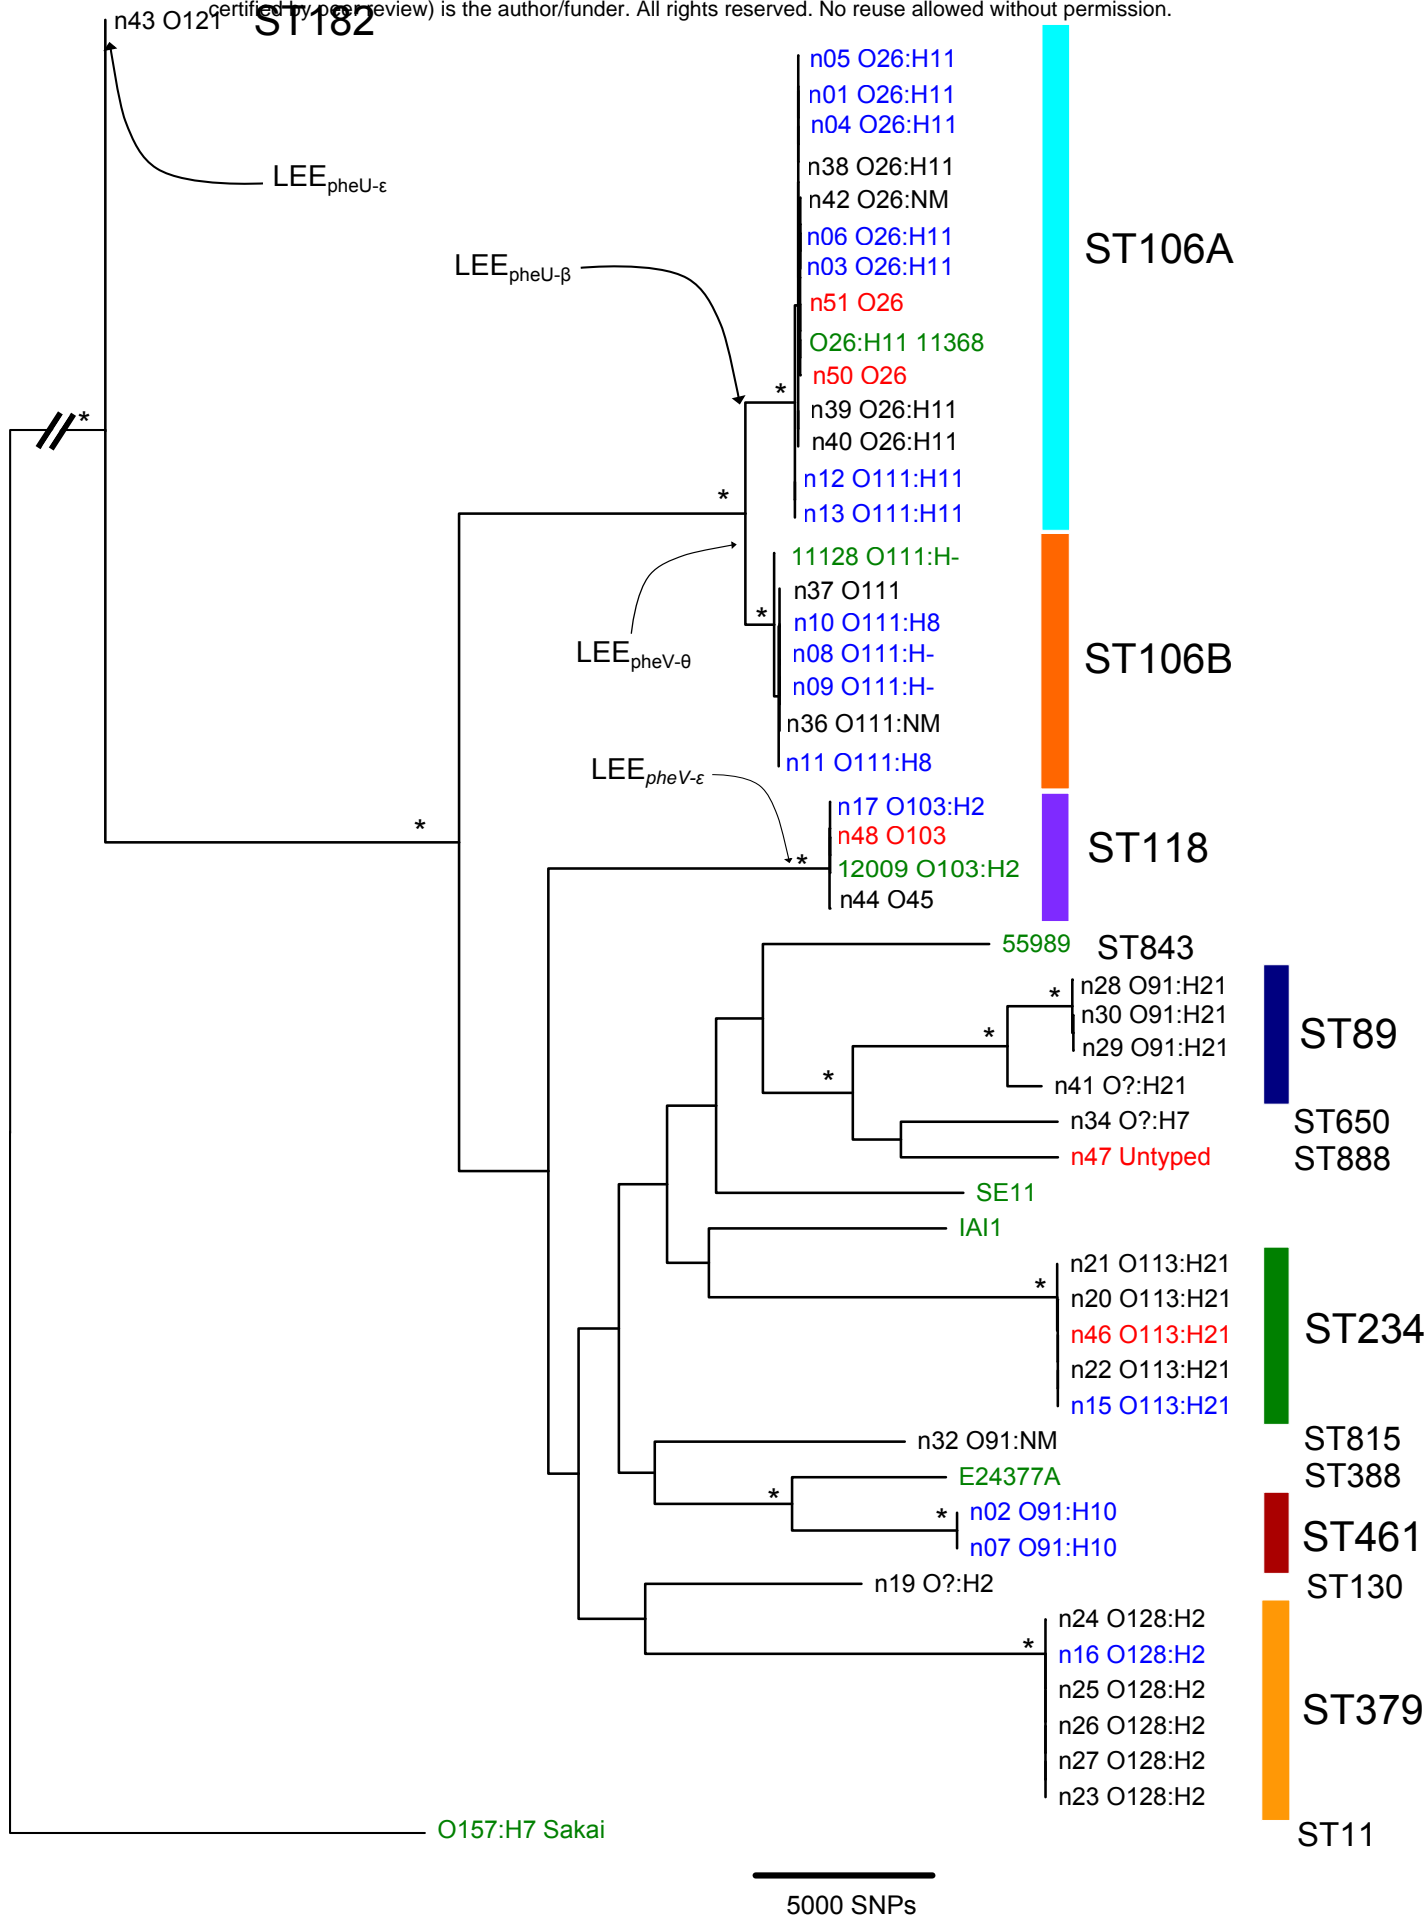 certified by peer review) is the author/funder. All rights reserved. No reuse allowed without permission.
n43 O121 ST182
n05 O26:H11
n01 O26:H11
n04 O26:H11
n38 O26:H11
LEEpheU-ε
n42 O26:NM
n06 O26:H11
ST106A
LEEpheU-β
n03 O26:H11
n51 O26
O26:H11 11368
n50 O26
*
n39 O26:H11
*
n40 O26:H11
n12 O111:H11
*
n13 O111:H11
11128 O111:H-
n37 O111
*
n10 O111:H8
LEEpheV-θ
n08 O111:H-
ST106B
n09 O111:H-
n36 O111:NM
n11 O111:H8
LEEpheV-ε
n17 O103:H2
*
n48 O103
ST118
*
12009 O103:H2
n44 O45
55989 ST843
n28 O91:H21
*
n30 O91:H21
ST89
*
n29 O91:H21
*
n41 O?:H21
n34 O?:H7 ST650
n47 Untyped ST888
SE11
IAI1
n21 O113:H21
*
n20 O113:H21
n46 O113:H21
ST234
n22 O113:H21
n15 O113:H21
n32 O91:NM ST815
E24377A ST388
*
n02 O91:H10
*
ST461
n07 O91:H10
n19 O?:H2 ST130
n24 O128:H2
*
n16 O128:H2
n25 O128:H2
ST379
n26 O128:H2
n27 O128:H2
n23 O128:H2
O157:H7 Sakai ST11
5000 SNPs